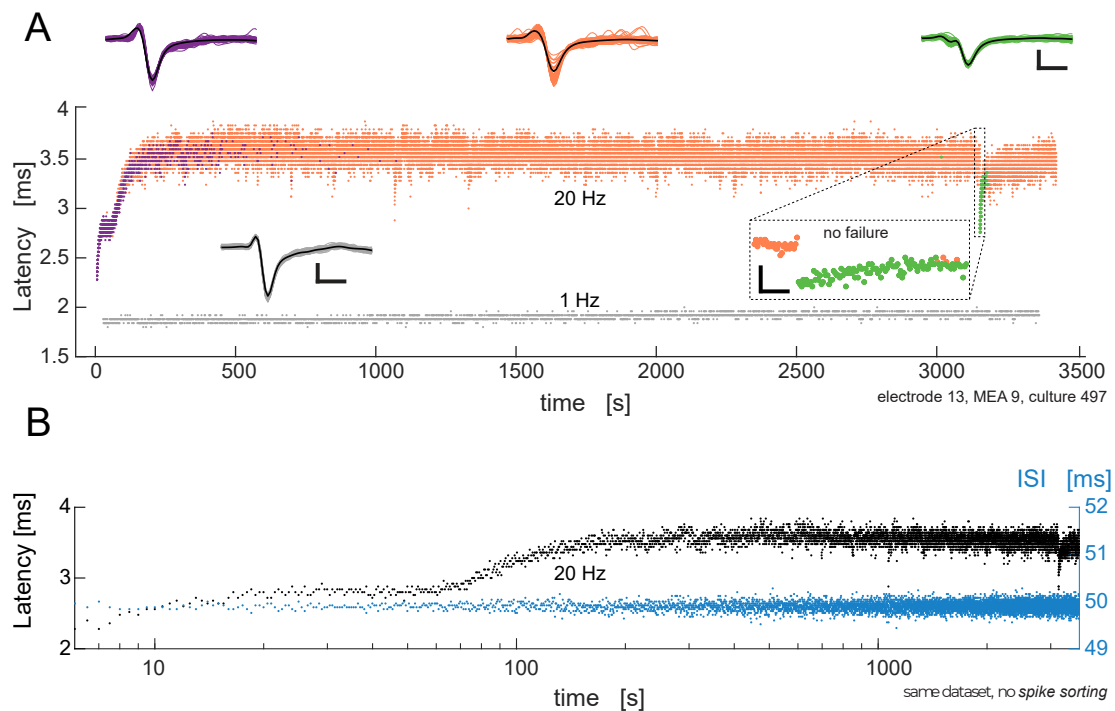 A
Latency [ms]
4
3.5
3
2.5
2
1.5
20 Hz
no failure
1 Hz
0 500 1000 1500 2000 2500 3000 3500
time [s]
electrode 13, MEA 9, culture 497
B
ISI [ms]
Latency [ms]
4
3
2
20 Hz
52
51
50
49
10 100 1000
time [s]
same dataset, no spike sorting